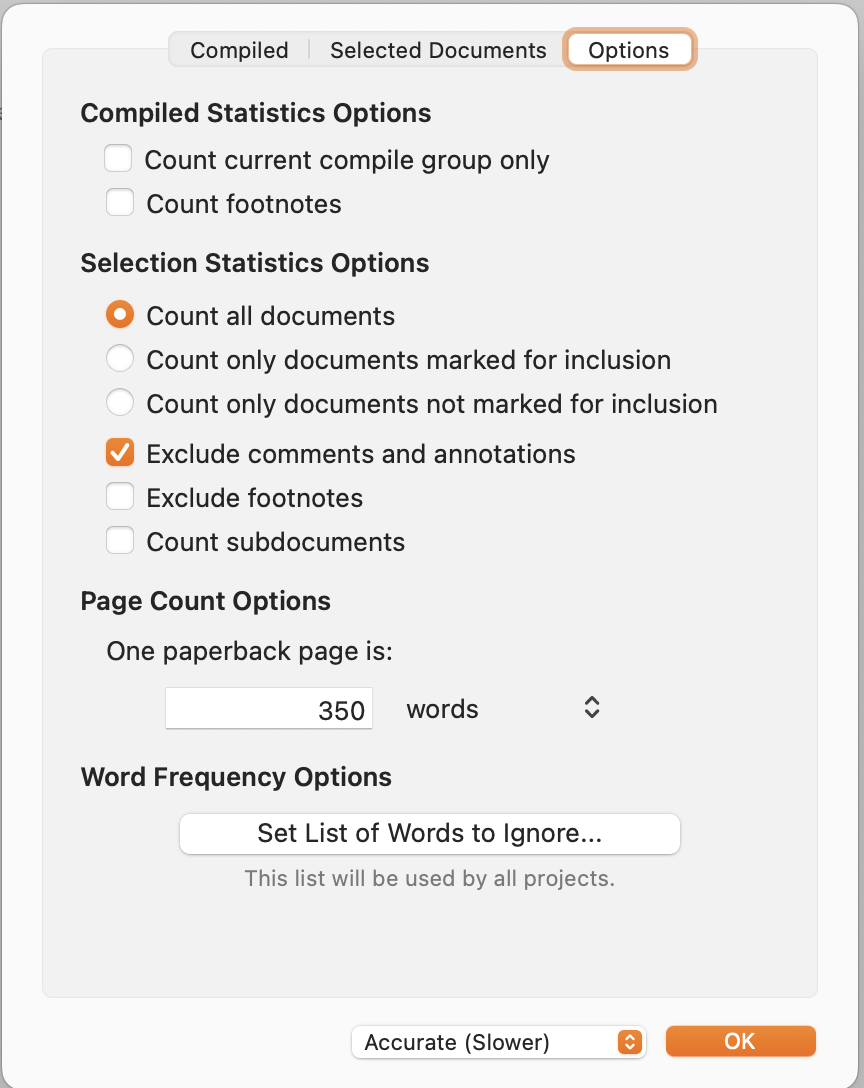 Compiled
Selected Documents
Options
Compiled Statistics Options
Count current compile group only
Count footnotes
Selection Statistics Options
Count all documents
Count only documents marked for inclusion
Count only documents not marked for inclusion
Exclude comments and annotations
Exclude footnotes
Count subdocuments
Page Count Options
One paperback page is:
350 words
Word Frequency Options
Set List of Words to Ignore...
This list will be used by all projects.
Accurate (Slower)
OK